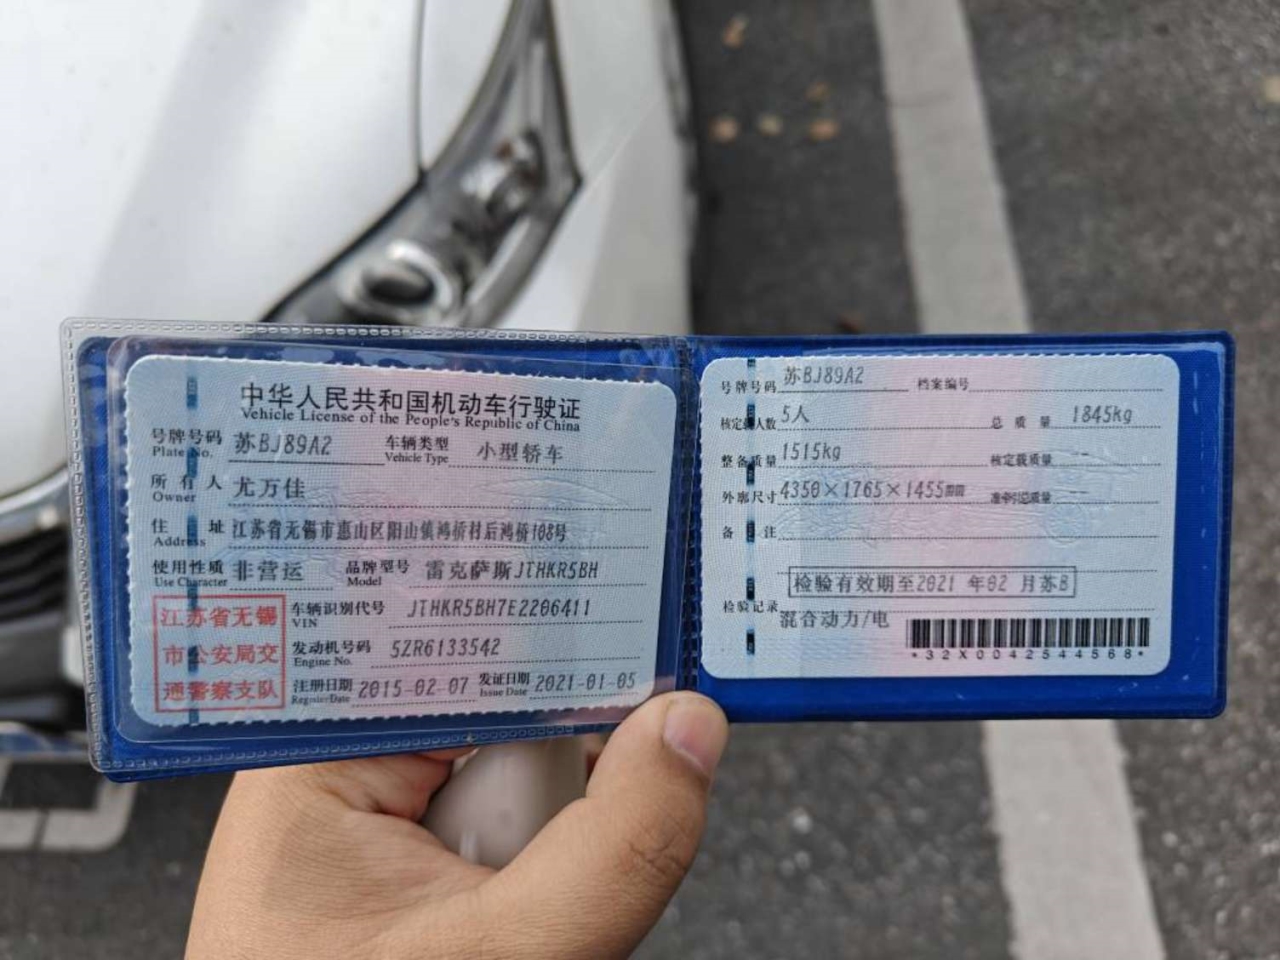 中华人民共和国机动车行驶证
Vehicle License of the People's Republic of China
号牌号码 苏BJ89A2 车辆类型 小型轿车
Plate No. Vehicle Type
所有人 尤万佳
Owner
住址 江苏省无锡市惠山区阳山镇鸿桥村后鸿桥108号
Address
使用性质 非营运 品牌型号 雷克萨斯JTHKR5BH
Use Character Model
江苏省无锡
市公安局交
通警察支队
车辆识别代号 JTHKR5BH7E2206411
VIN
发动机号码 5ZR6133542
Engine No.
注册日期 2015-02-07 发证日期 2021-01-05
Register Date Issue Date
号牌号码 苏BJ89A2 档案编号
核定载人数 5人 总质量 1845kg
整备质量 1515kg 核定载质量 --
外廓尺寸 4350×1765×1455mm 准牵引总质量 --
备注
检验有效期至2021 年02 月苏B
检验记录
混合动力/电
*32X0042544568*